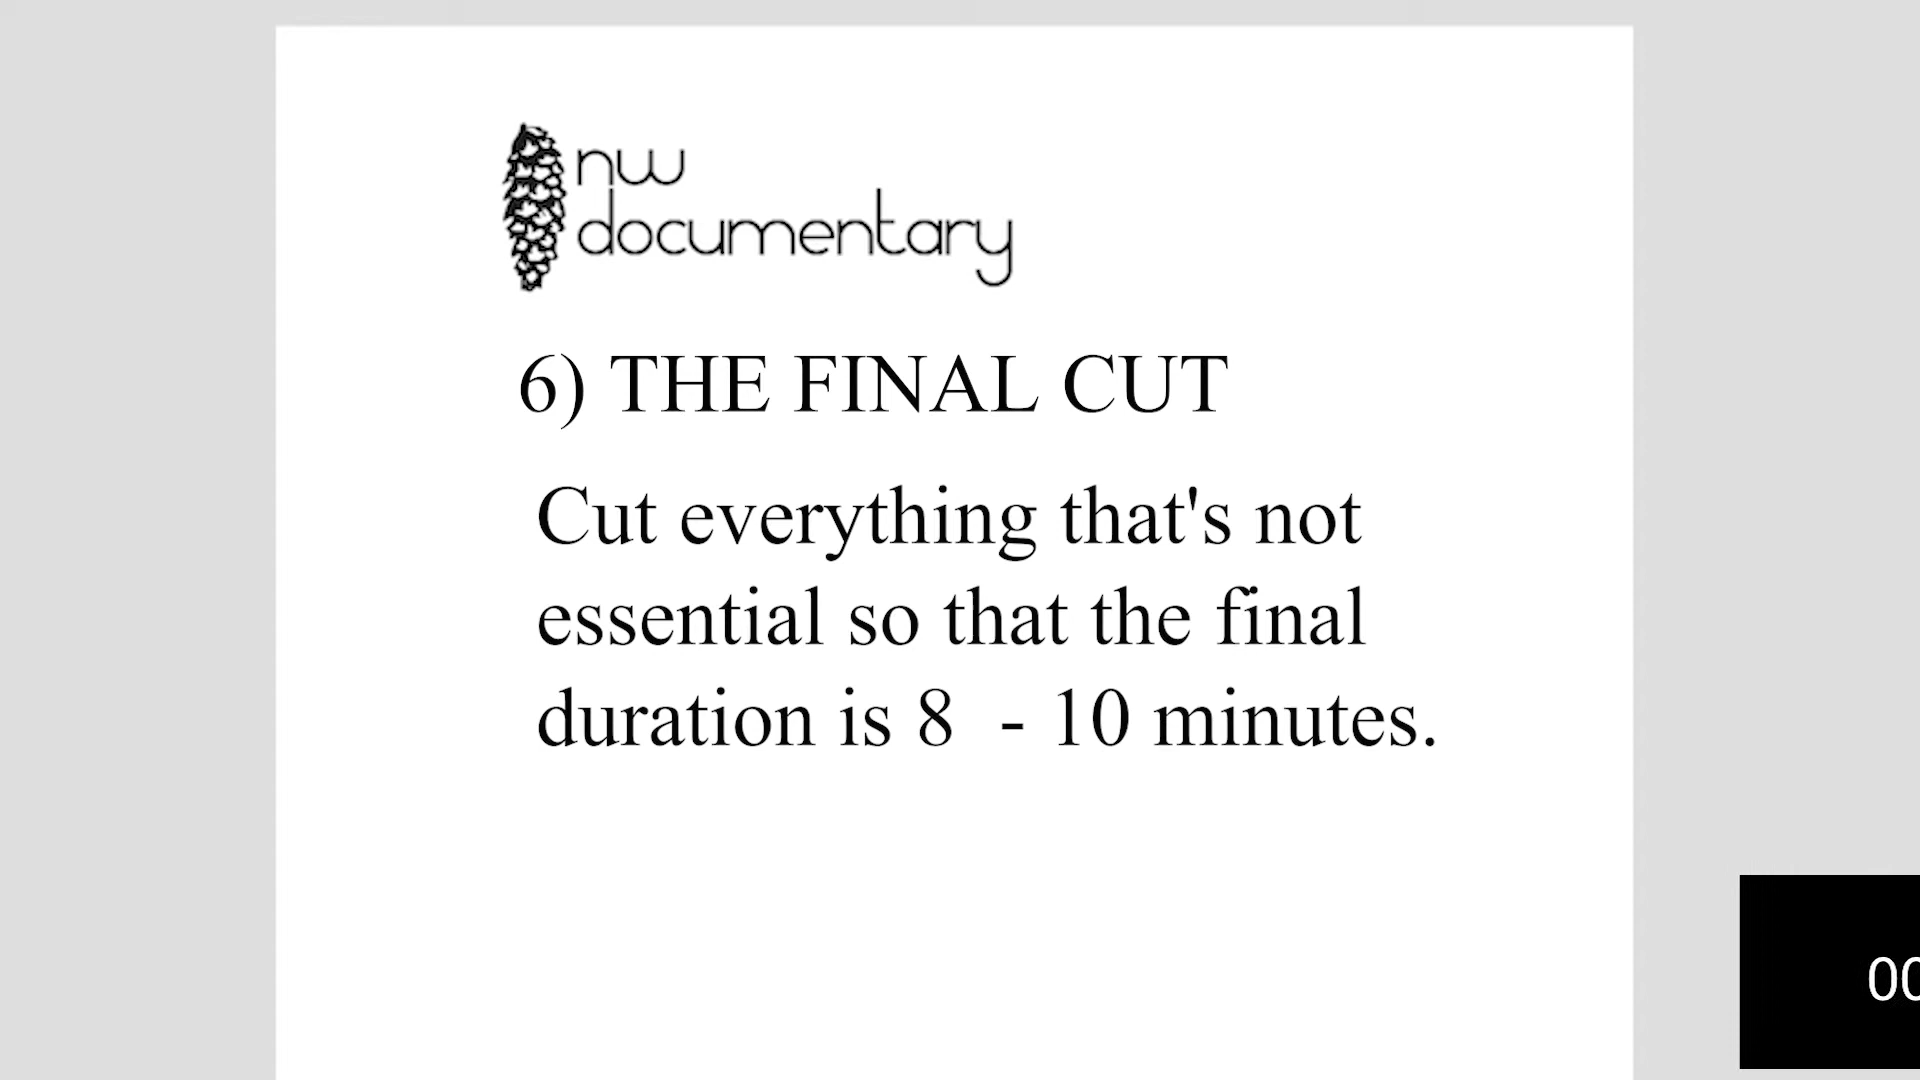 nw
documentary
6) THE FINAL CUT
Cut everything that's not
essential so that the final
duration is 8  - 10 minutes.
00